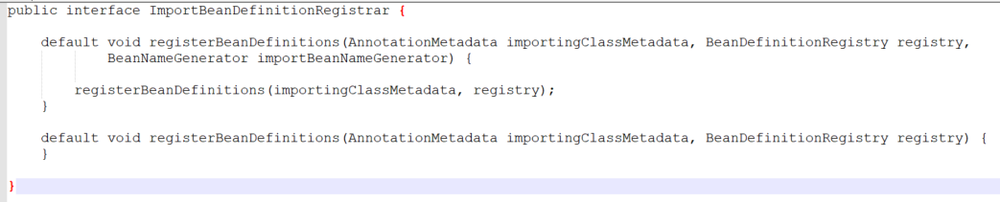 public interface ImportBeanDefinitionRegistrar {
    default void registerBeanDefinitions(AnnotationMetadata importingClassMetadata, BeanDefinitionRegistry registry,
            BeanNameGenerator importBeanNameGenerator) {
        registerBeanDefinitions(importingClassMetadata, registry);
    }
    default void registerBeanDefinitions(AnnotationMetadata importingClassMetadata, BeanDefinitionRegistry registry) {
    }
}